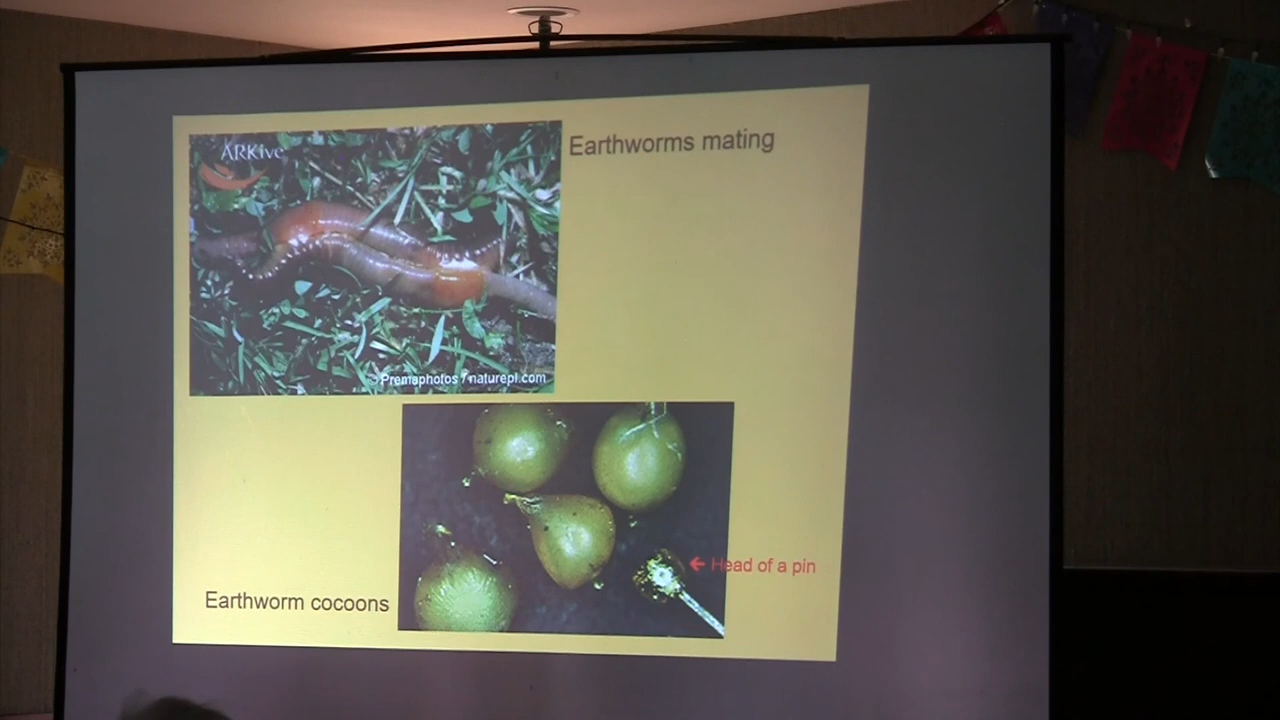 ARKive
Earthworms mating
© Premaphotos / naturepl.com
Head of a pin
Earthworm cocoons